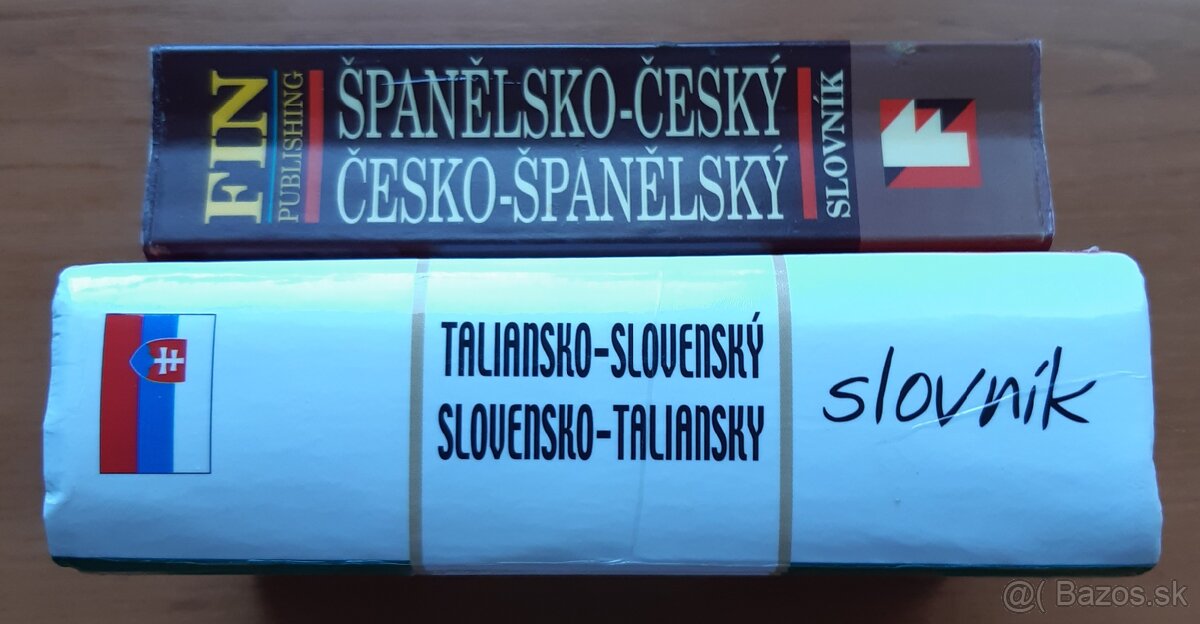 FIN
PUBLISHING
ŠPANĚLSKO-ČESKÝ
ČESKO-ŠPANĚLSKÝ
SLOVNÍK
TALIANSKO-SLOVENSKÝ
SLOVENSKO-TALIANSKY
slovník
@( Bazos.sk